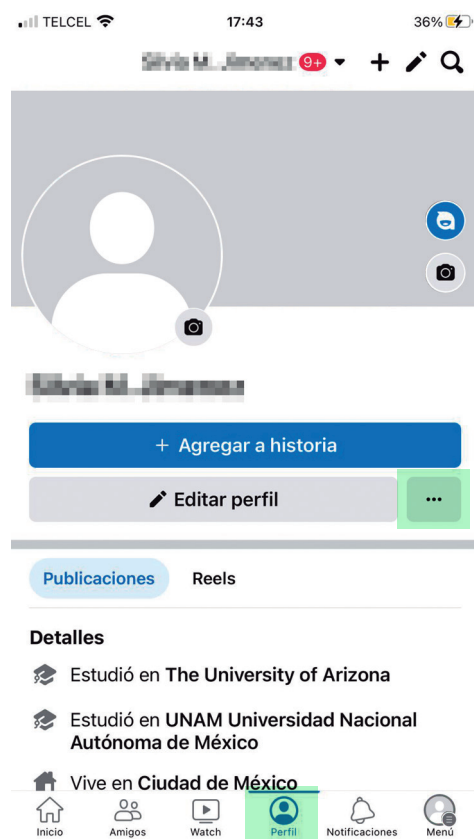 TELCEL 17:43 36%
9+
+ Agregar a historia
Editar perfil ...
Publicaciones Reels
Detalles
Estudió en The University of Arizona
Estudió en UNAM Universidad Nacional
Autónoma de México
Vive en Ciudad de México
Inicio Amigos Watch Perfil Notificaciones Menú